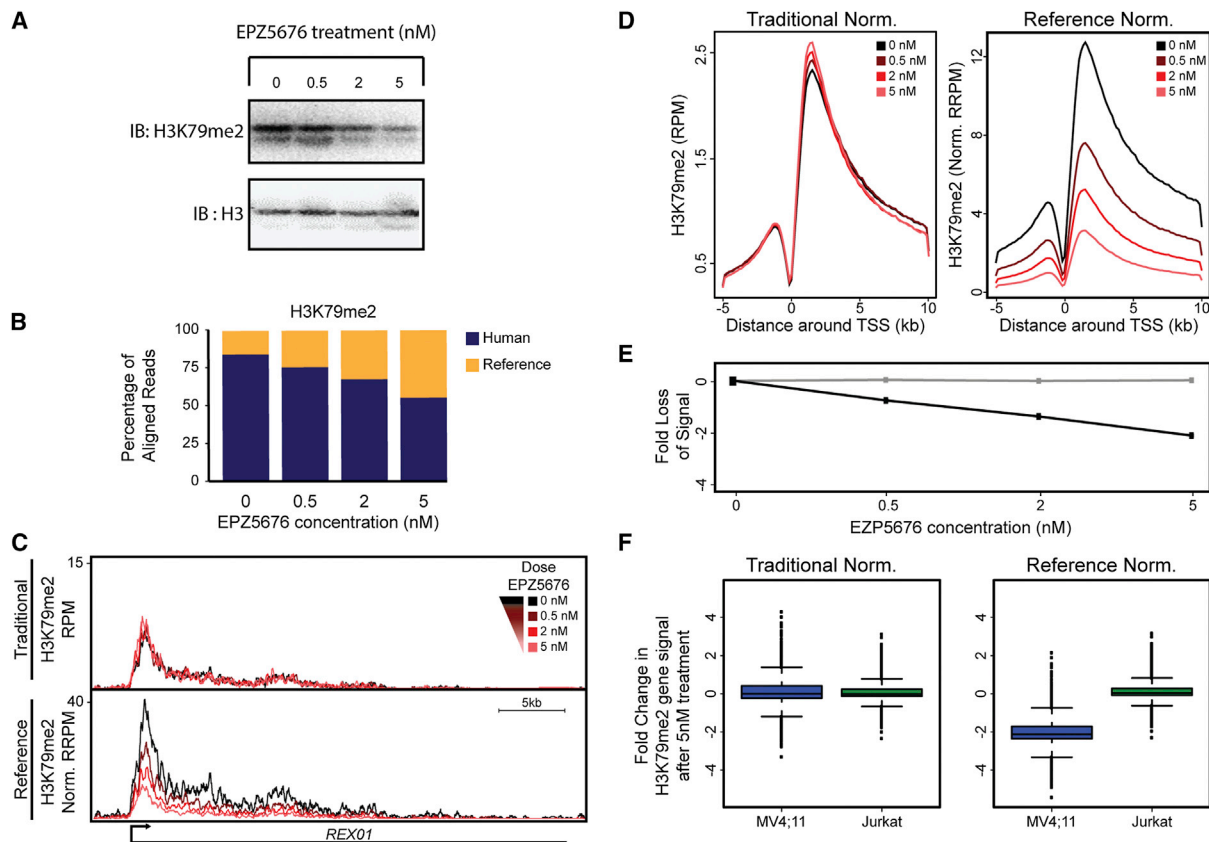 A
EPZ5676 treatment (nM)
0 0.5 2 5
IB: H3K79me2
IB : H3
B
H3K79me2
100
75
50
25
0
Percentage of
Aligned Reads
Human
Reference
0 0.5 2 5
EPZ5676 concentration (nM)
C
Traditional
H3K79me2
RPM
15
Dose
EPZ5676
0 nM
0.5 nM
2 nM
5 nM
Reference
H3K79me2
Norm. RRPM
40
5kb
REX01
D
Traditional Norm.
H3K79me2 (RPM)
2.5
1.5
0.5
0 nM
0.5 nM
2 nM
5 nM
-5 0 5 10
Distance around TSS (kb)
Reference Norm.
H3K79me2 (Norm. RRPM)
12
8
4
0
0 nM
0.5 nM
2 nM
5 nM
-5 0 5 10
Distance around TSS (kb)
E
Fold Loss
of Signal
0
-2
-4
0 0.5 2 5
EZP5676 concentration (nM)
F
Traditional Norm.
Fold Change in
H3K79me2 gene signal
after 5nM treatment
4
2
0
-2
-4
MV4;11 Jurkat
Reference Norm.
4
2
0
-2
-4
MV4;11 Jurkat